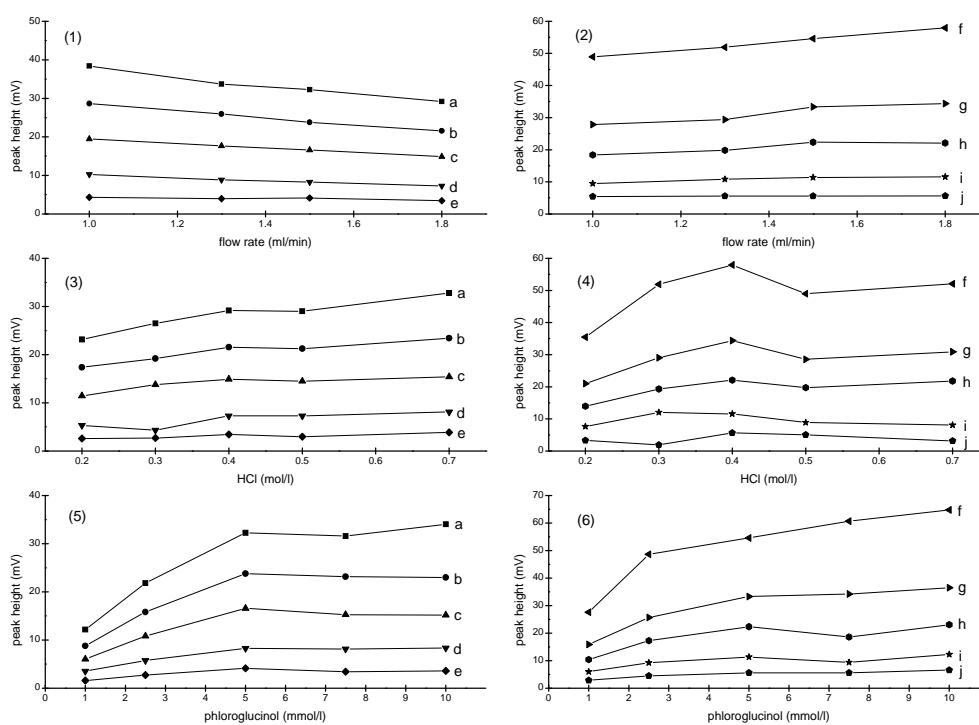 (1)
50
40
30
20
10
0
peak height (mV)
a
b
c
d
e
1.0 1.2 1.4 1.6 1.8
flow rate (ml/min)
(2)
60
50
40
30
20
10
0
peak height (mV)
f
g
h
i
j
1.0 1.2 1.4 1.6 1.8
flow rate (ml/min)
(3)
40
30
20
10
0
peak height (mV)
a
b
c
d
e
0.2 0.3 0.4 0.5 0.6 0.7
HCl (mol/l)
(4)
60
50
40
30
20
10
0
peak height (mV)
f
g
h
i
j
0.2 0.3 0.4 0.5 0.6 0.7
HCl (mol/l)
(5)
40
30
20
10
0
peak height (mV)
a
b
c
d
e
0 1 2 3 4 5 6 7 8 9 10
phloroglucinol (mmol/l)
(6)
70
60
50
40
30
20
10
0
peak height (mV)
f
g
h
i
j
0 1 2 3 4 5 6 7 8 9 10
phloroglucinol (mmol/l)